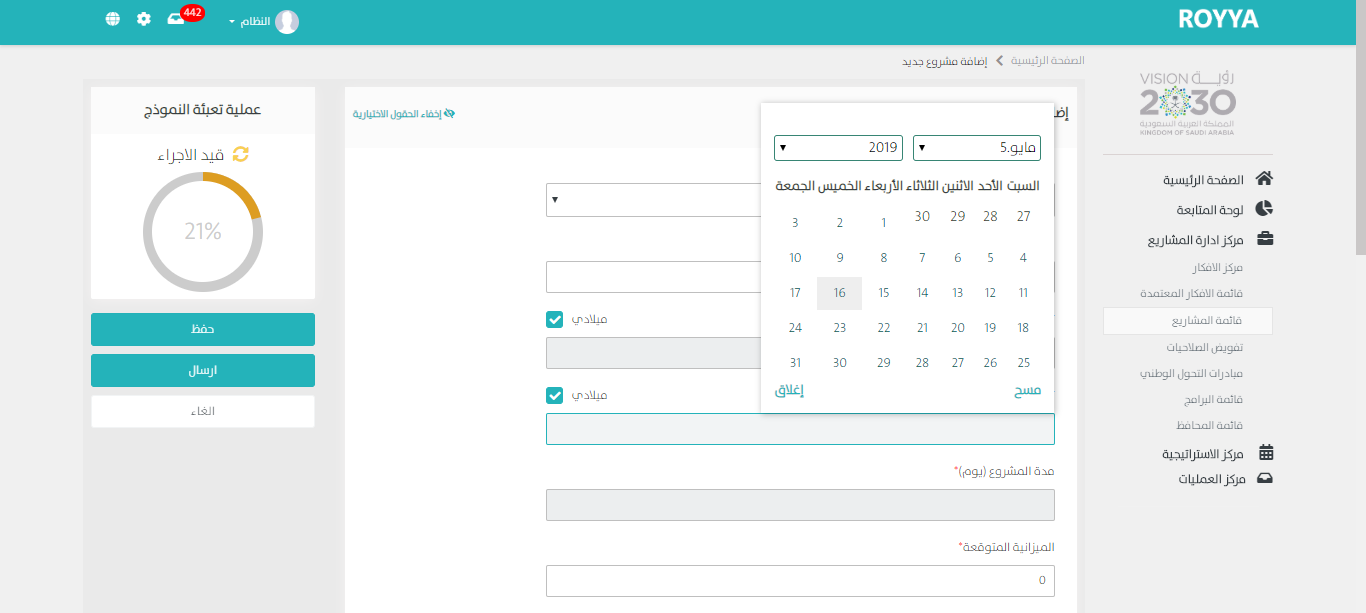 ROYYA
النظام
442
الصفحة الرئيسية
إضافة مشروع جديد
VISION رؤيــة
2030
المملكة العربية السعودية
KINGDOM OF SAUDI ARABIA
الصفحة الرئيسية
لوحة المتابعة
مركز ادارة المشاريع
مركز الافكار
قائمة الافكار المعتمدة
قائمة المشاريع
تفويض الصلاحيات
مبادرات التحول الوطني
قائمة البرامج
قائمة المحافظ
مركز الاستراتيجية
مركز العمليات
إخفاء الحقول الاختيارية
مايو.5 2019
السبت الأحد الاثنين الثلاثاء الأربعاء الخميس الجمعة
27 28 29 30 1 2 3
4 5 6 7 8 9 10
11 12 13 14 15 16 17
18 19 20 21 22 23 24
25 26 27 28 29 30 31
مسح إغلاق
ميلادي
ميلادي
مدة المشروع (يوم)*
الميزانية المتوقعة*
0
عملية تعبئة النموذج
قيد الاجراء
21%
حفظ
ارسال
الغاء